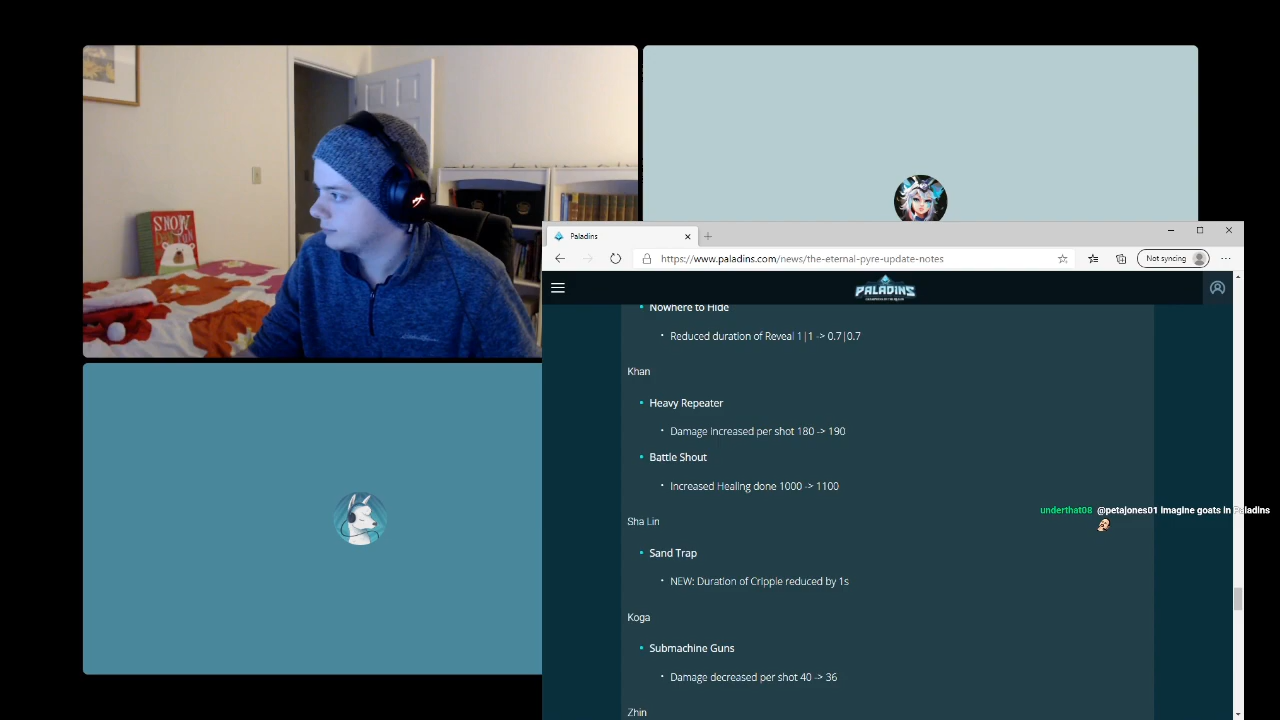 SNOW
Paladins
https://www.paladins.com/news/the-eternal-pyre-update-notes
Not syncing
PALADINS
Nowhere to Hide
Reduced duration of Reveal 1|1 -> 0.7|0.7
Khan
Heavy Repeater
Damage increased per shot 180 -> 190
Battle Shout
Increased Healing done 1000 -> 1100
Sha Lin
Sand Trap
NEW: Duration of Cripple reduced by 1s
Koga
Submachine Guns
Damage decreased per shot 40 -> 36
Zhin
underthat08 @petajones01 imagine goats in Paladins